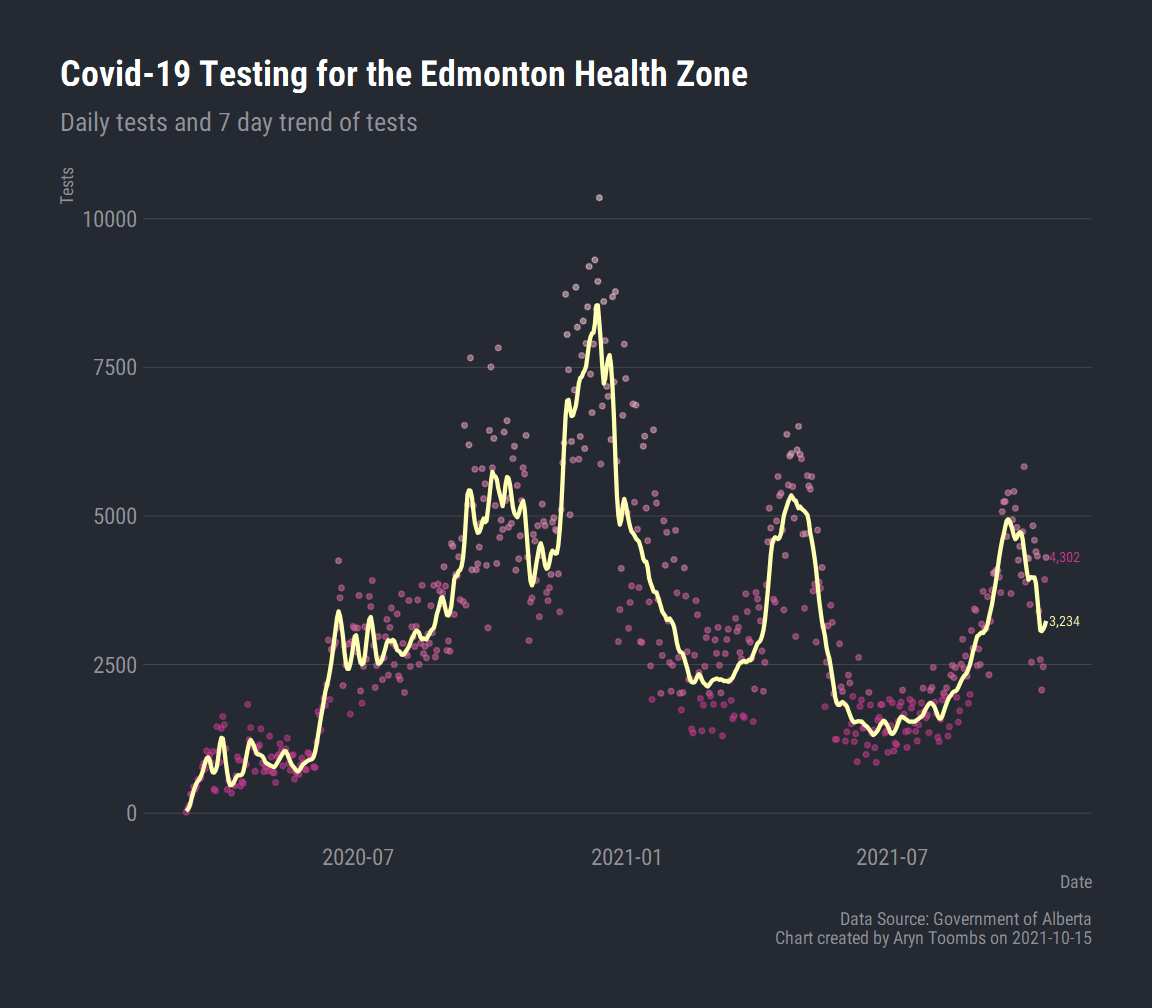 Covid-19 Testing for the Edmonton Health Zone
Daily tests and 7 day trend of tests
Tests
10000
7500
5000
2500
0
4,302
3,234
2020-07
2021-01
2021-07
Date
Data Source: Government of Alberta
Chart created by Aryn Toombs on 2021-10-15